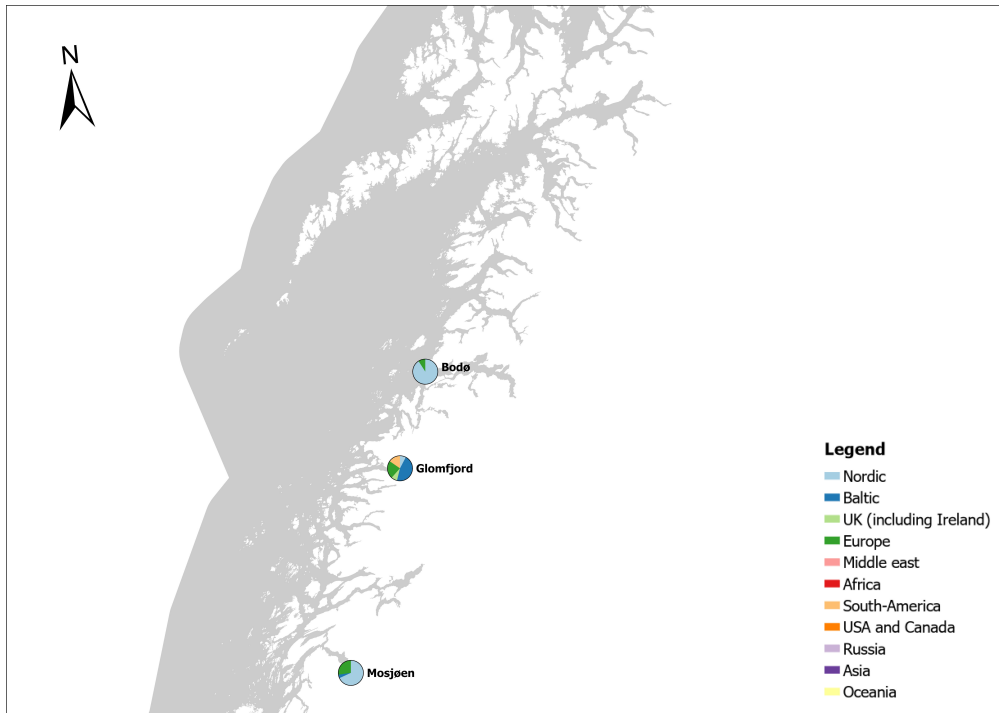 N
Bodø
Glomfjord
Mosjøen
Legend
Nordic
Baltic
UK (including Ireland)
Europe
Middle east
Africa
South-America
USA and Canada
Russia
Asia
Oceania